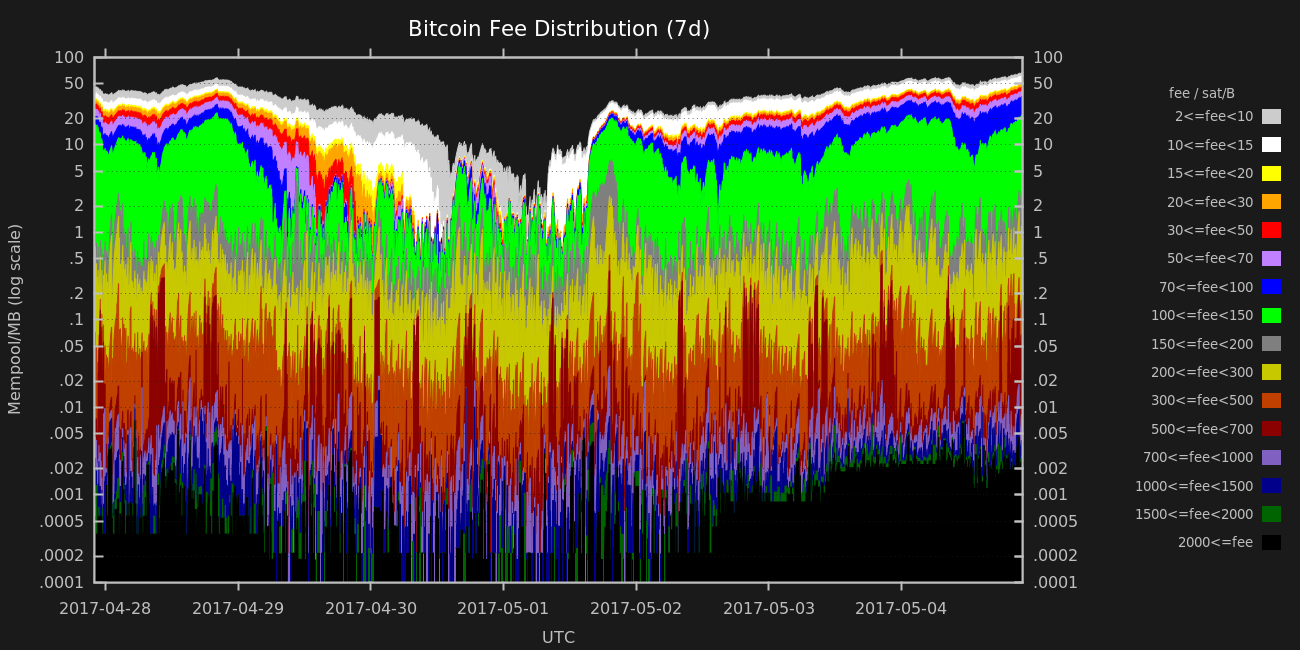 Bitcoin Fee Distribution (7d)
100
50
20
10
5
2
1
.5
.2
.1
.05
.02
.01
.005
.002
.001
.0005
.0002
.0001
Mempool/MB (log scale)
100
50
20
10
5
2
1
.5
.2
.1
.05
.02
.01
.005
.002
.001
.0005
.0002
.0001
2017-04-28 2017-04-29 2017-04-30 2017-05-01 2017-05-02 2017-05-03 2017-05-04
UTC
fee / sat/B
2<=fee<10
10<=fee<15
15<=fee<20
20<=fee<30
30<=fee<50
50<=fee<70
70<=fee<100
100<=fee<150
150<=fee<200
200<=fee<300
300<=fee<500
500<=fee<700
700<=fee<1000
1000<=fee<1500
1500<=fee<2000
2000<=fee